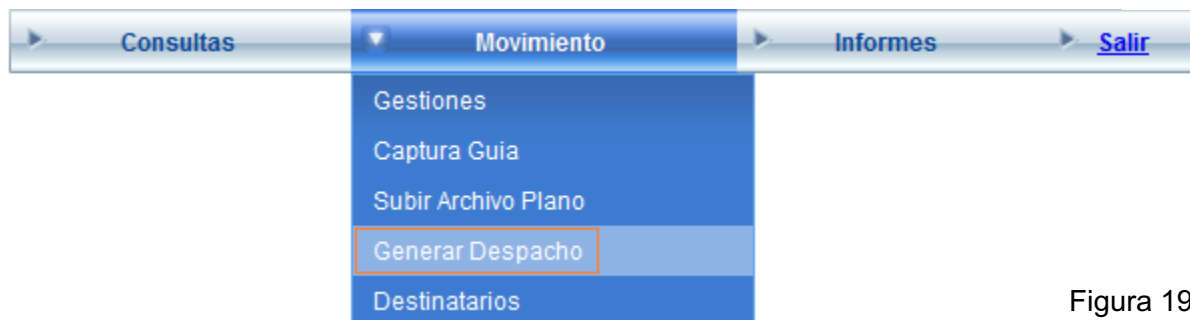 Consultas Movimiento Informes Salir
Gestiones
Captura Guia
Subir Archivo Plano
Generar Despacho
Destinatarios
Figura 19